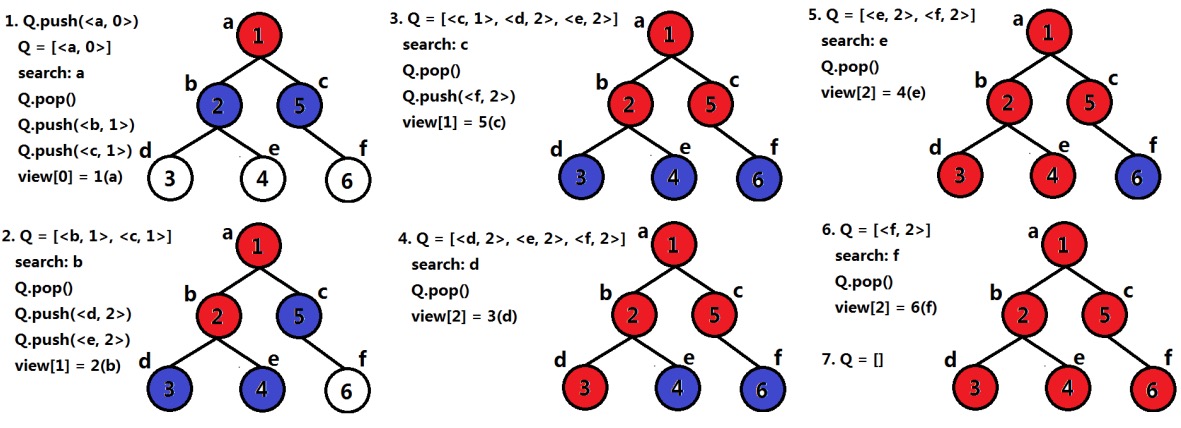 1. Q.push(<a, 0>)
Q = [<a, 0>]
search: a
Q.pop()
Q.push(<b, 1>)
Q.push(<c, 1>)
view[0] = 1(a)
a
1
b
2
c
5
d
3
e
4
f
6
2. Q = [<b, 1>, <c, 1>]
search: b
Q.pop()
Q.push(<d, 2>)
Q.push(<e, 2>)
view[1] = 2(b)
a
1
b
2
c
5
d
3
e
4
f
6
3. Q = [<c, 1>, <d, 2>, <e, 2>]
search: c
Q.pop()
Q.push(<f, 2>)
view[1] = 5(c)
a
1
b
2
c
5
d
3
e
4
f
6
4. Q = [<d, 2>, <e, 2>, <f, 2>]
search: d
Q.pop()
view[2] = 3(d)
a
1
b
2
c
5
d
3
e
4
f
6
5. Q = [<e, 2>, <f, 2>]
search: e
Q.pop()
view[2] = 4(e)
a
1
b
2
c
5
d
3
e
4
f
6
6. Q = [<f, 2>]
search: f
Q.pop()
view[2] = 6(f)
7. Q = []
a
1
b
2
c
5
d
3
e
4
f
6